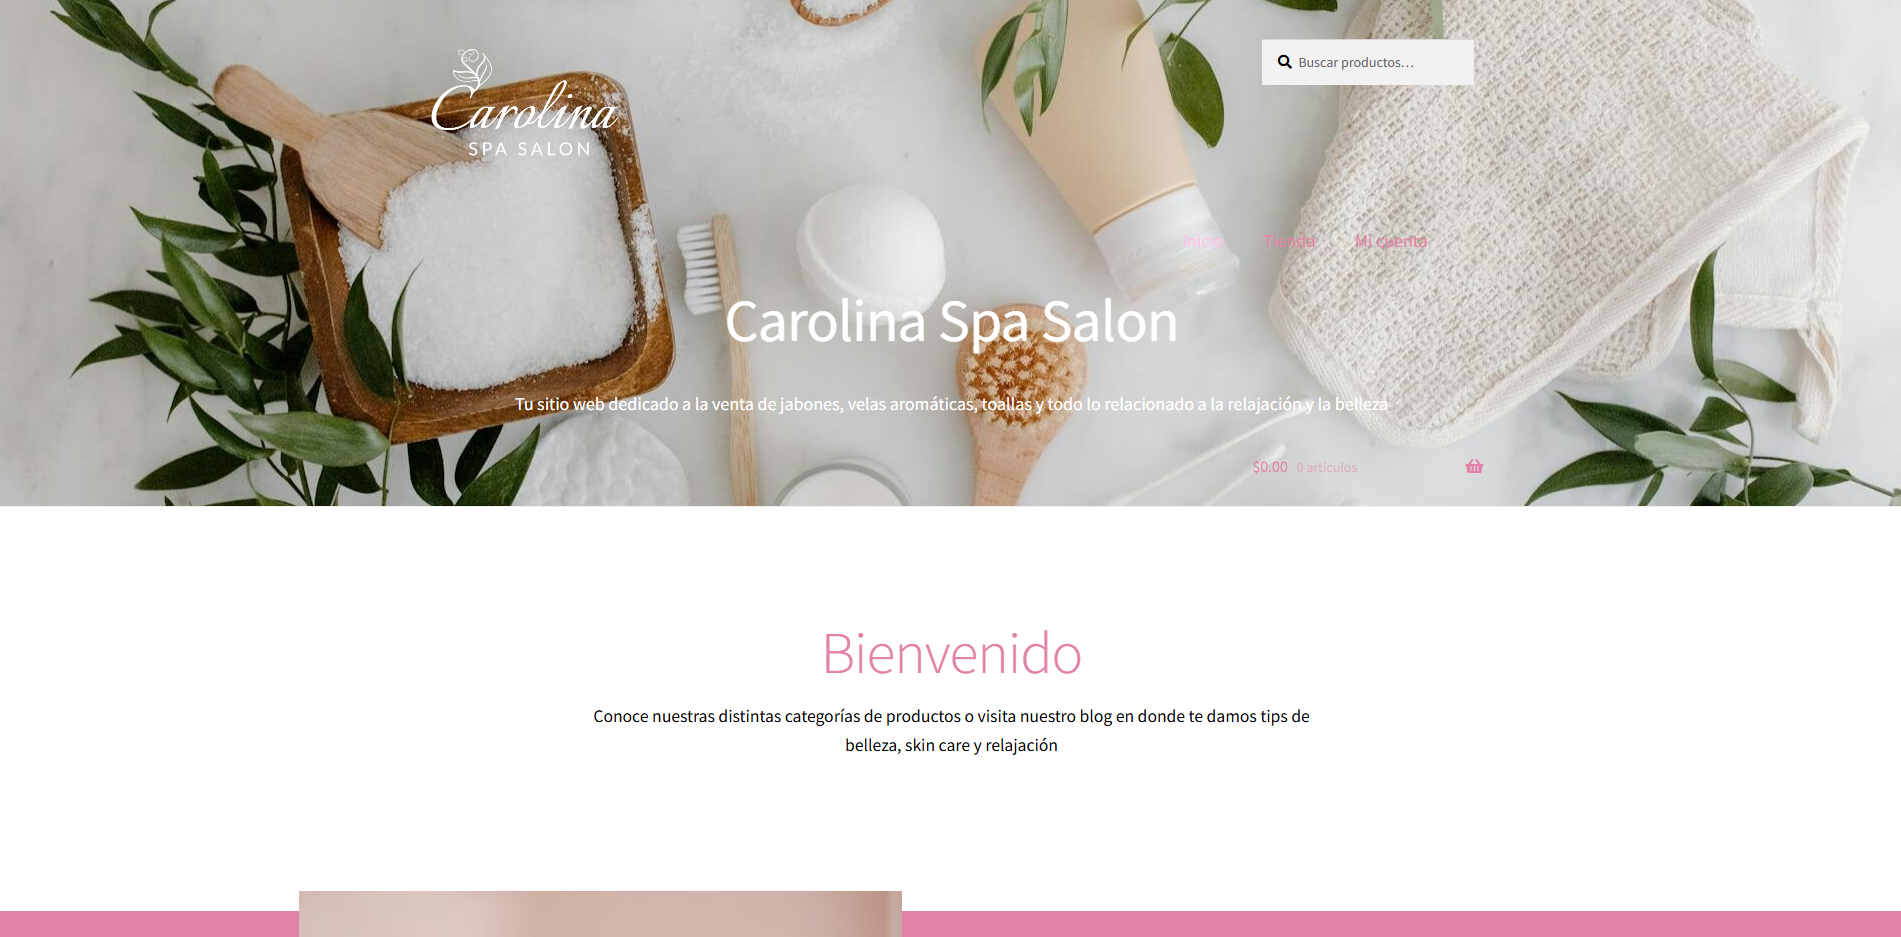 Carolina
SPA SALON
Buscar productos…
Inicio
Tienda
Mi cuenta
Carolina Spa Salon
Tu sitio web dedicado a la venta de jabones, velas aromáticas, toallas y todo lo relacionado a la relajación y la belleza
$0.00 0 artículos
Bienvenido
Conoce nuestras distintas categorías de productos o visita nuestro blog en donde te damos tips de
belleza, skin care y relajación